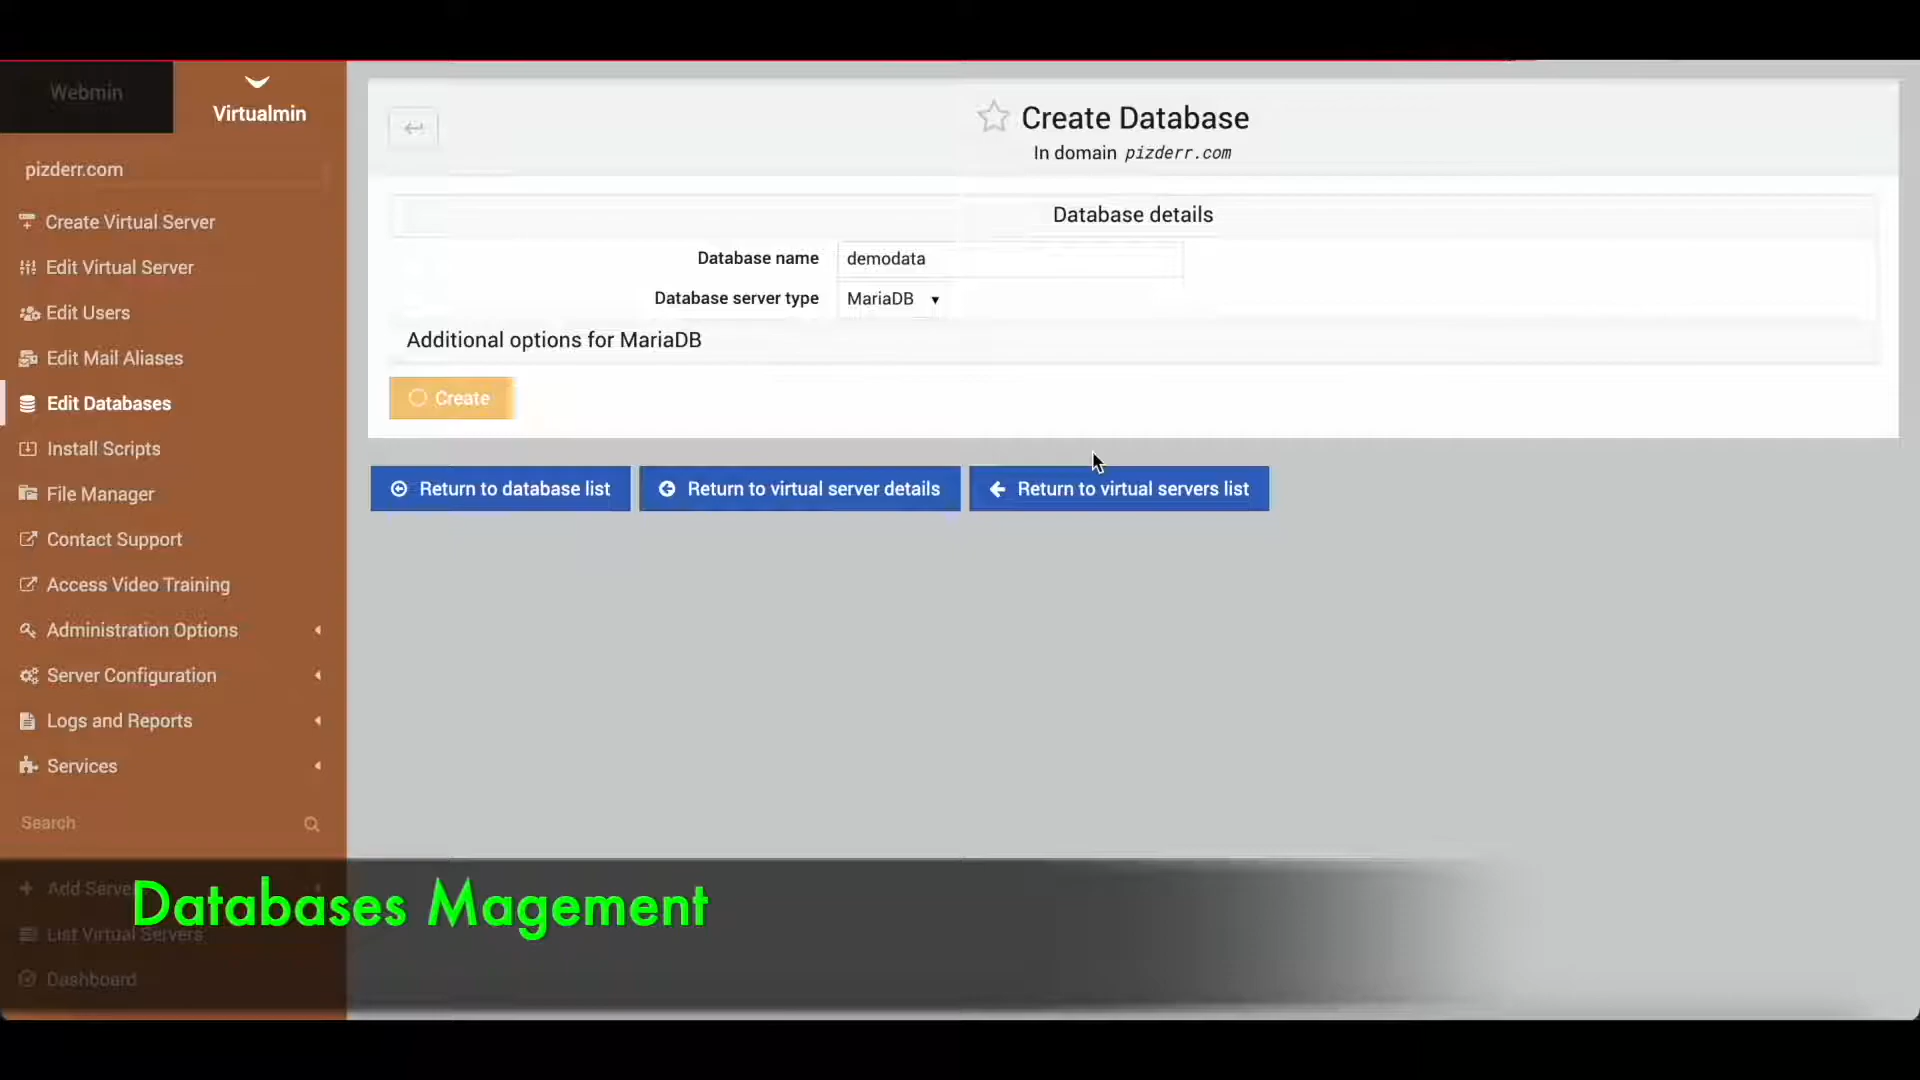 Webmin
Virtualmin
pizderr.com
Create Virtual Server
Edit Virtual Server
Edit Users
Edit Mail Aliases
Edit Databases
Install Scripts
File Manager
Contact Support
Access Video Training
Administration Options
Server Configuration
Logs and Reports
Services
Search
Add Serve
List Virtual Servers
Dashboard
Create Database
In domain pizderr.com
Database details
Database name demodata
Database server type MariaDB
Additional options for MariaDB
Create
Return to database list
Return to virtual server details
Return to virtual servers list
Databases Magement